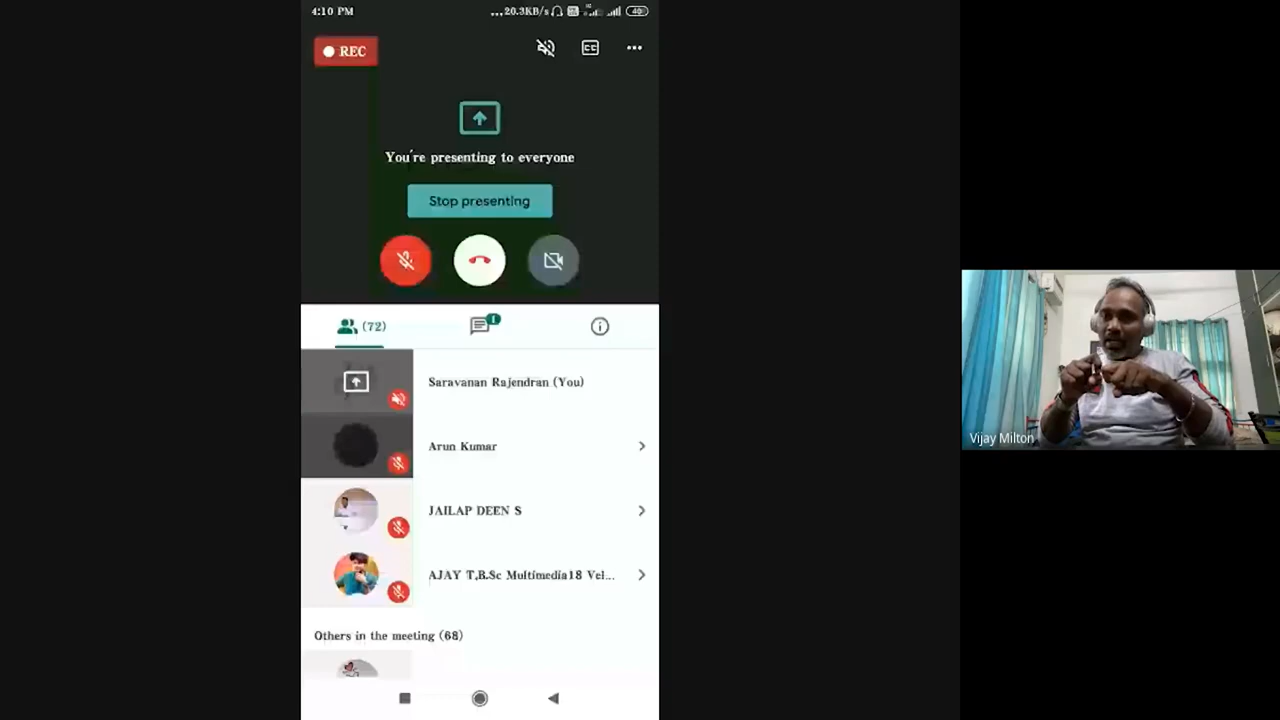 4:10 PM
...20.3KB/s
40
REC
CC
You're presenting to everyone
Stop presenting
(72)
1
Saravanan Rajendran (You)
Arun Kumar
JAILAP DEEN S
AJAY T,B.Sc Multimedia18 Vel...
Others in the meeting (68)
Vijay Milton